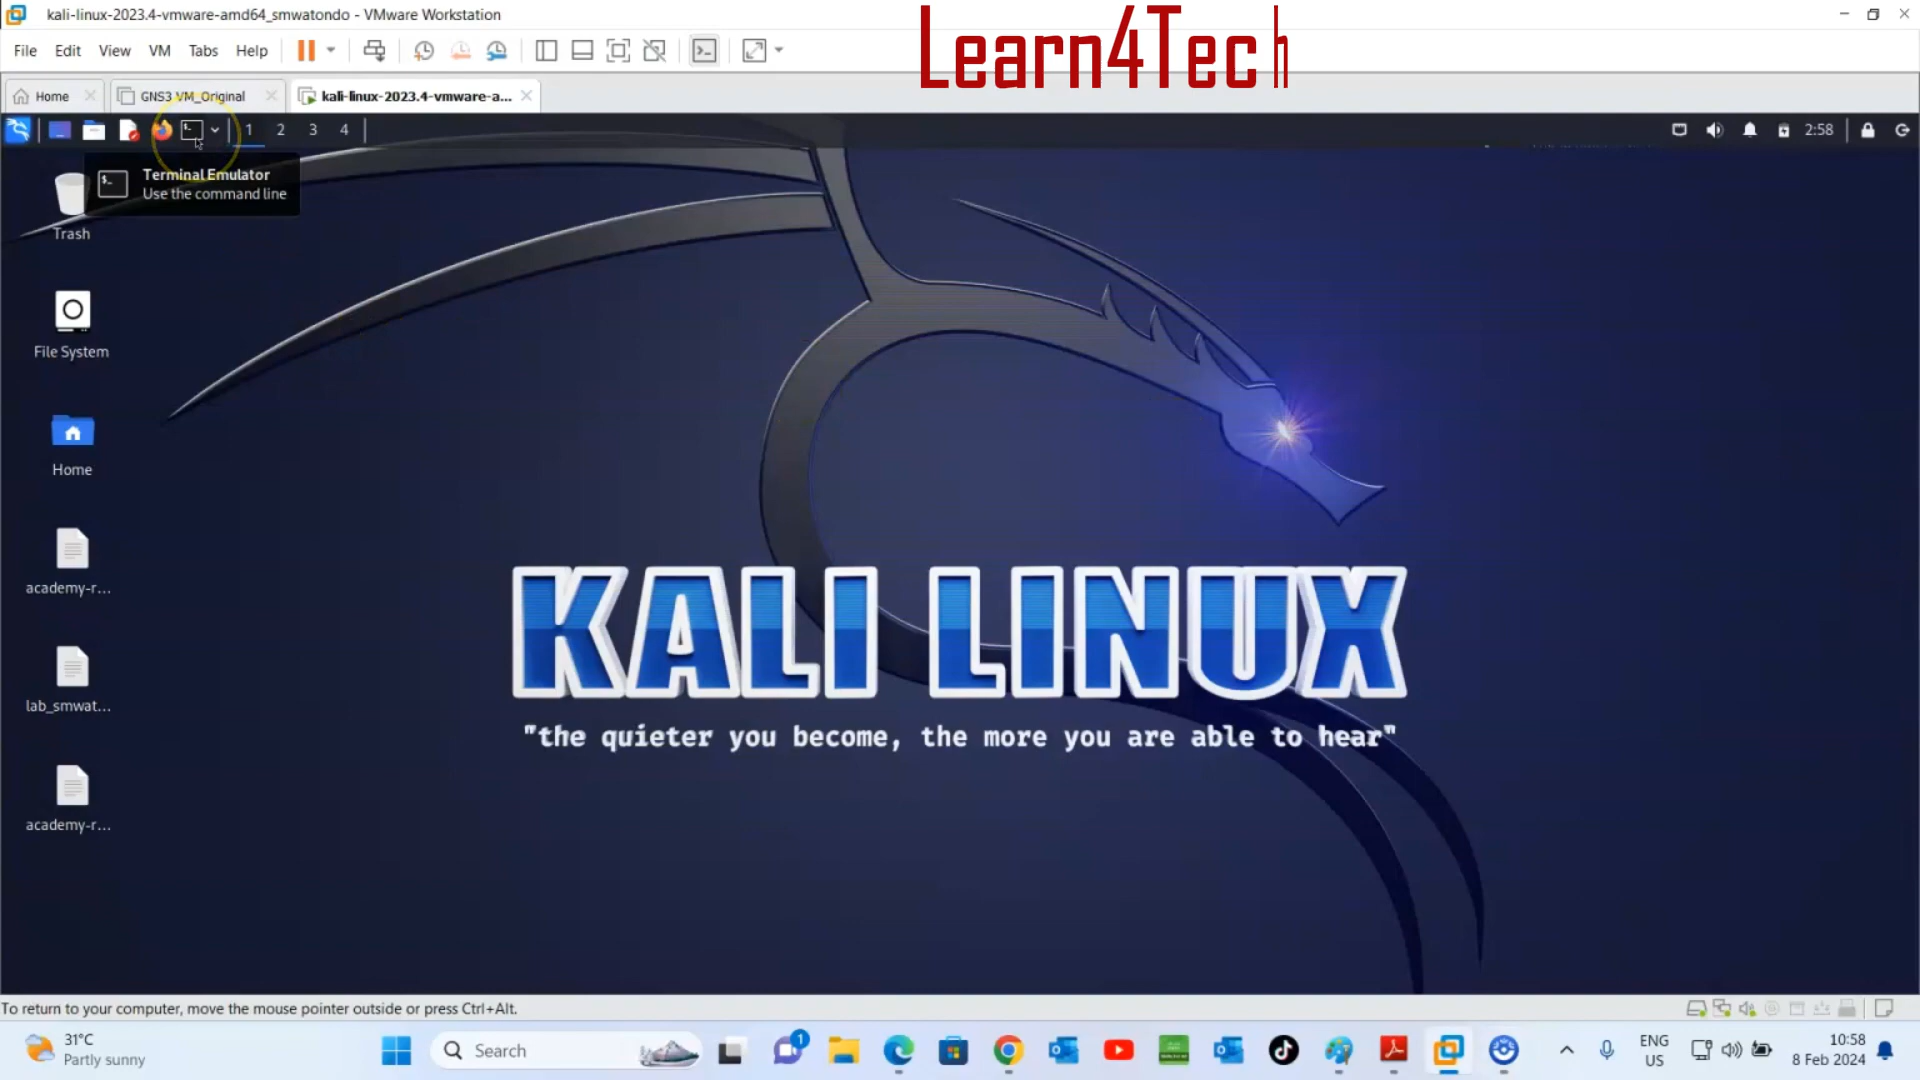 kali-linux-2023.4-vmware-amd64_smwatondo - VMware Workstation
Learn4Tech
File Edit View VM Tabs Help
Home
GNS3 VM_Original
kali-linux-2023.4-vmware-a...
1 2 3 4
2:58
Terminal Emulator
Use the command line
Trash
File System
Home
academy-r...
lab_smwat...
academy-r...
KALI LINUX
"the quieter you become, the more you are able to hear"
To return to your computer, move the mouse pointer outside or press Ctrl+Alt.
31°C
Partly sunny
Search
1
ENG
US
10:58
8 Feb 2024